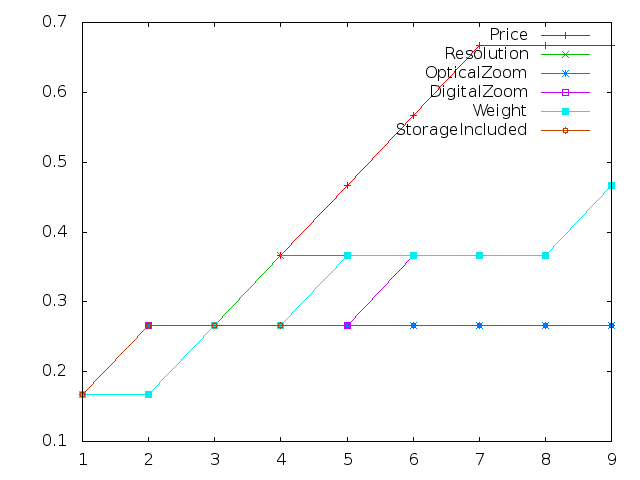 0.7
0.6
0.5
0.4
0.3
0.2
0.1
1 2 3 4 5 6 7 8 9
Price
Resolution
OpticalZoom
DigitalZoom
Weight
StorageIncluded